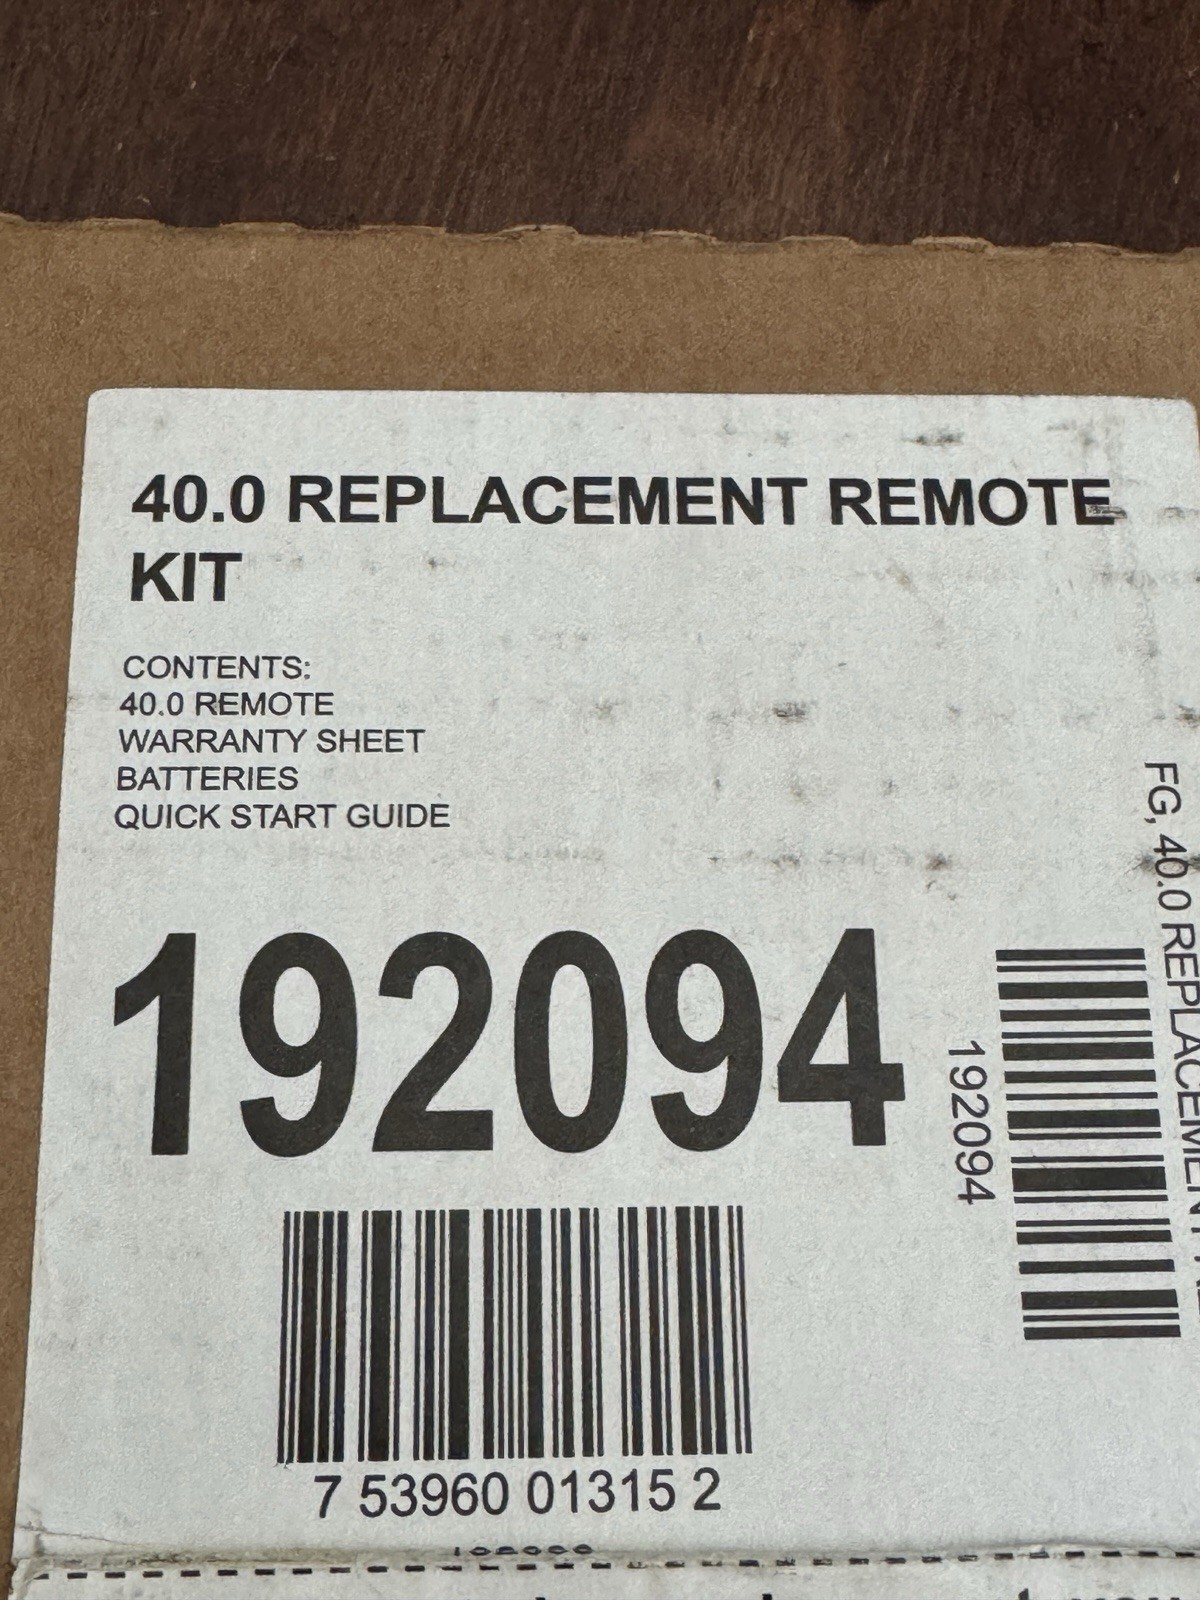 40.0 REPLACEMENT REMOTE
KIT
CONTENTS:
40.0 REMOTE
WARRANTY SHEET
BATTERIES
QUICK START GUIDE
192094
7 53960 01315 2
192094
FG, 40.0 REPLACEMENT